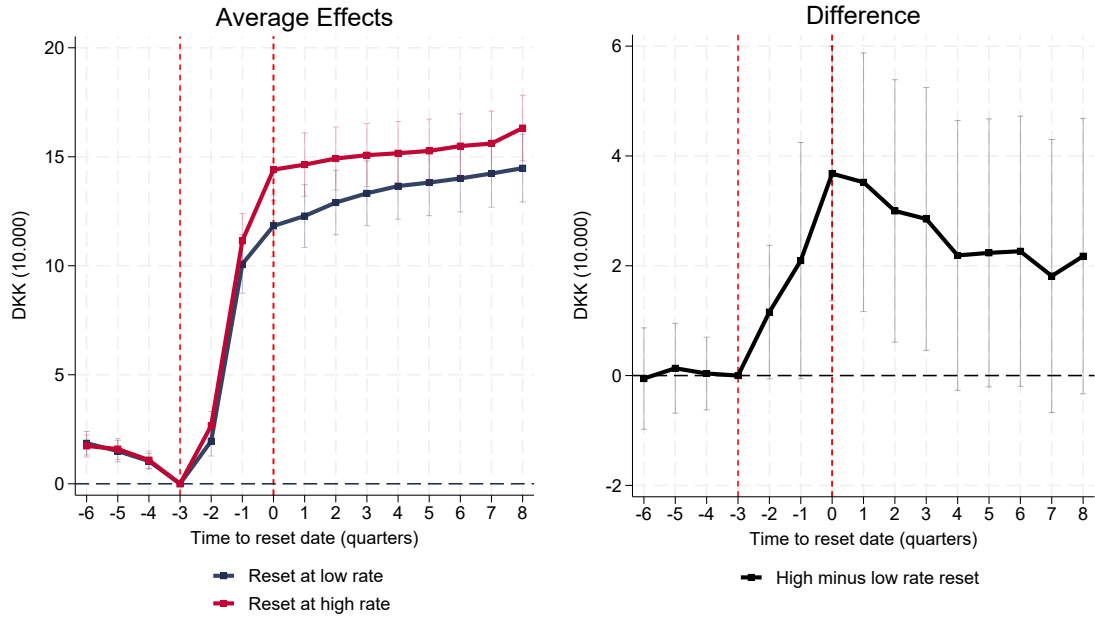 Average Effects
DKK (10.000)
20
15
10
5
0
-6 -5 -4 -3 -2 -1 0 1 2 3 4 5 6 7 8
Time to reset date (quarters)
Reset at low rate
Reset at high rate
Difference
DKK (10.000)
6
4
2
0
-2
-6 -5 -4 -3 -2 -1 0 1 2 3 4 5 6 7 8
Time to reset date (quarters)
High minus low rate reset